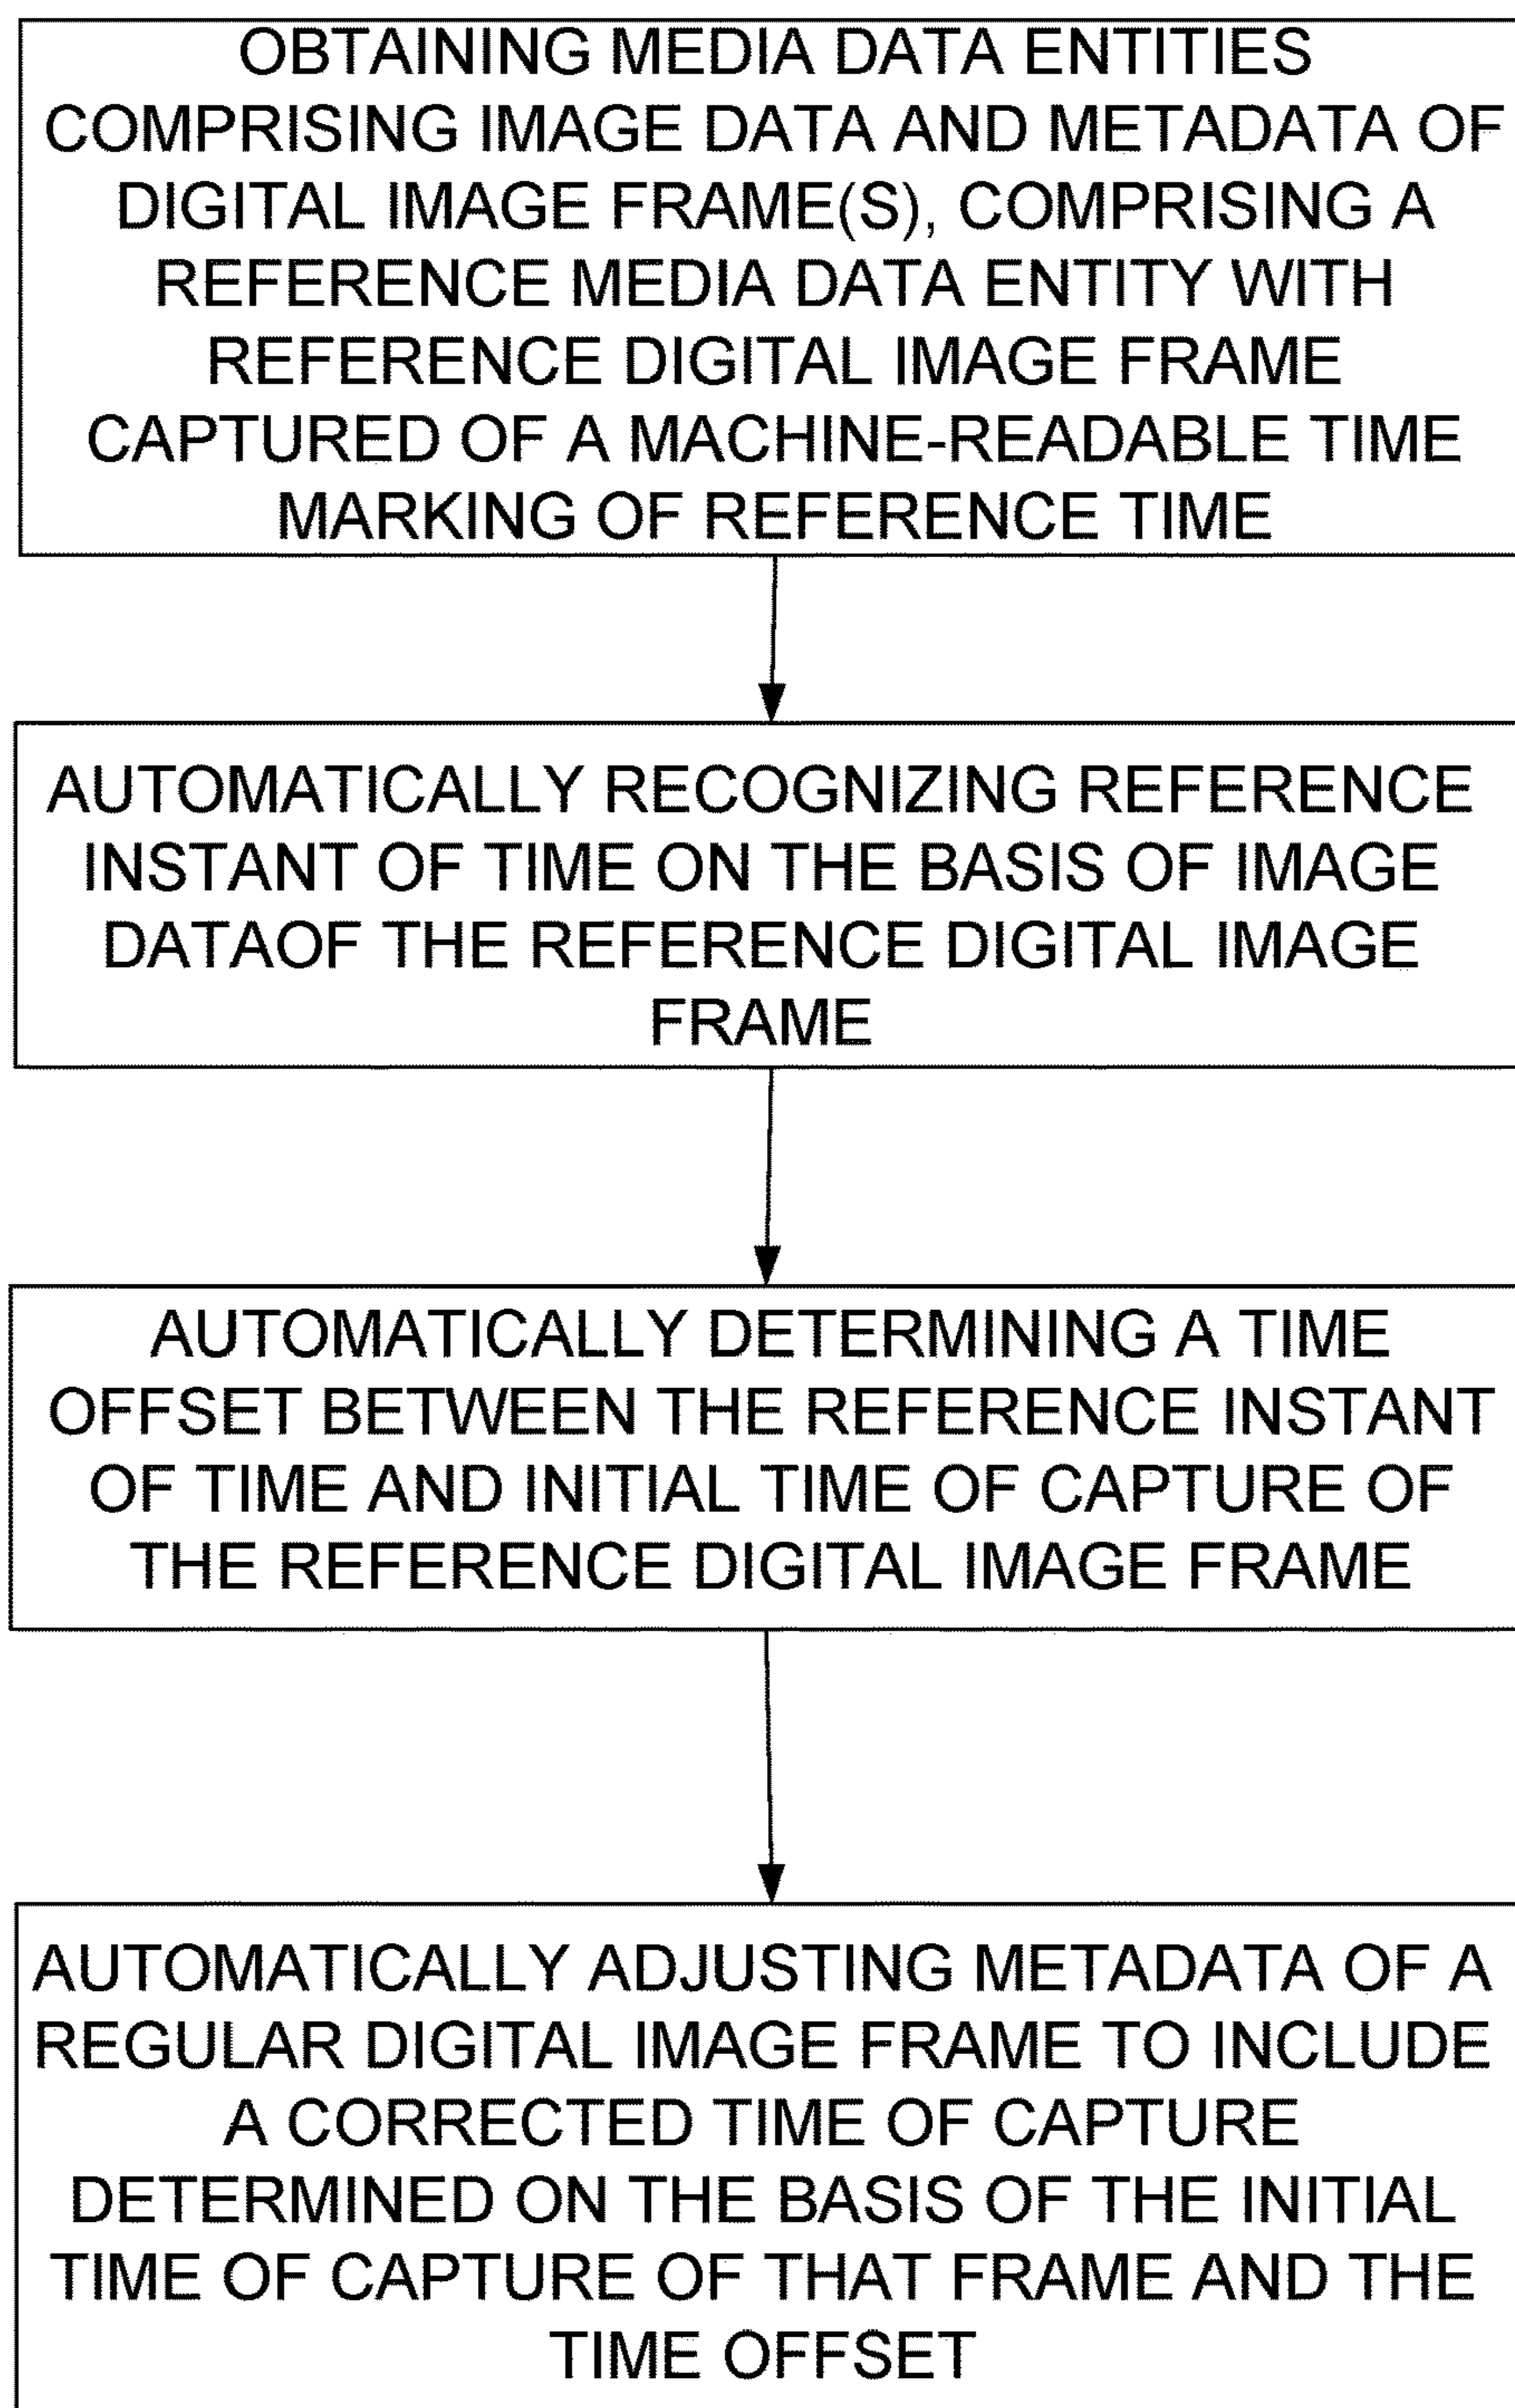 OBTAINING MEDIA DATA ENTITIES
COMPRISING IMAGE DATA AND METADATA OF
DIGITAL IMAGE FRAME(S), COMPRISING A
REFERENCE MEDIA DATA ENTITY WITH
REFERENCE DIGITAL IMAGE FRAME
CAPTURED OF A MACHINE-READABLE TIME
MARKING OF REFERENCE TIME
AUTOMATICALLY RECOGNIZING REFERENCE
INSTANT OF TIME ON THE BASIS OF IMAGE
DATAOF THE REFERENCE DIGITAL IMAGE
FRAME
AUTOMATICALLY DETERMINING A TIME
OFFSET BETWEEN THE REFERENCE INSTANT
OF TIME AND INITIAL TIME OF CAPTURE OF
THE REFERENCE DIGITAL IMAGE FRAME
AUTOMATICALLY ADJUSTING METADATA OF A
REGULAR DIGITAL IMAGE FRAME TO INCLUDE
A CORRECTED TIME OF CAPTURE
DETERMINED ON THE BASIS OF THE INITIAL
TIME OF CAPTURE OF THAT FRAME AND THE
TIME OFFSET